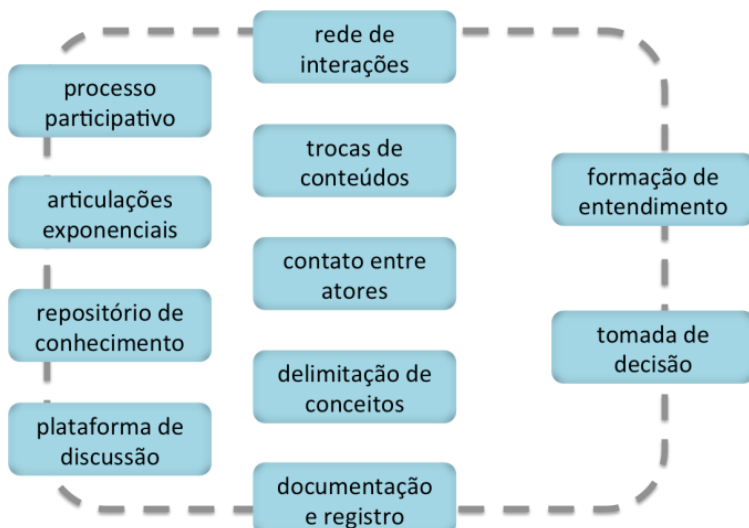 rede de
interações
processo
participativo
trocas de
conteúdos
formação de
entendimento
articulações
exponenciais
contato entre
atores
repositório de
conhecimento
tomada de
decisão
delimitação de
conceitos
plataforma de
discussão
documentação
e registro